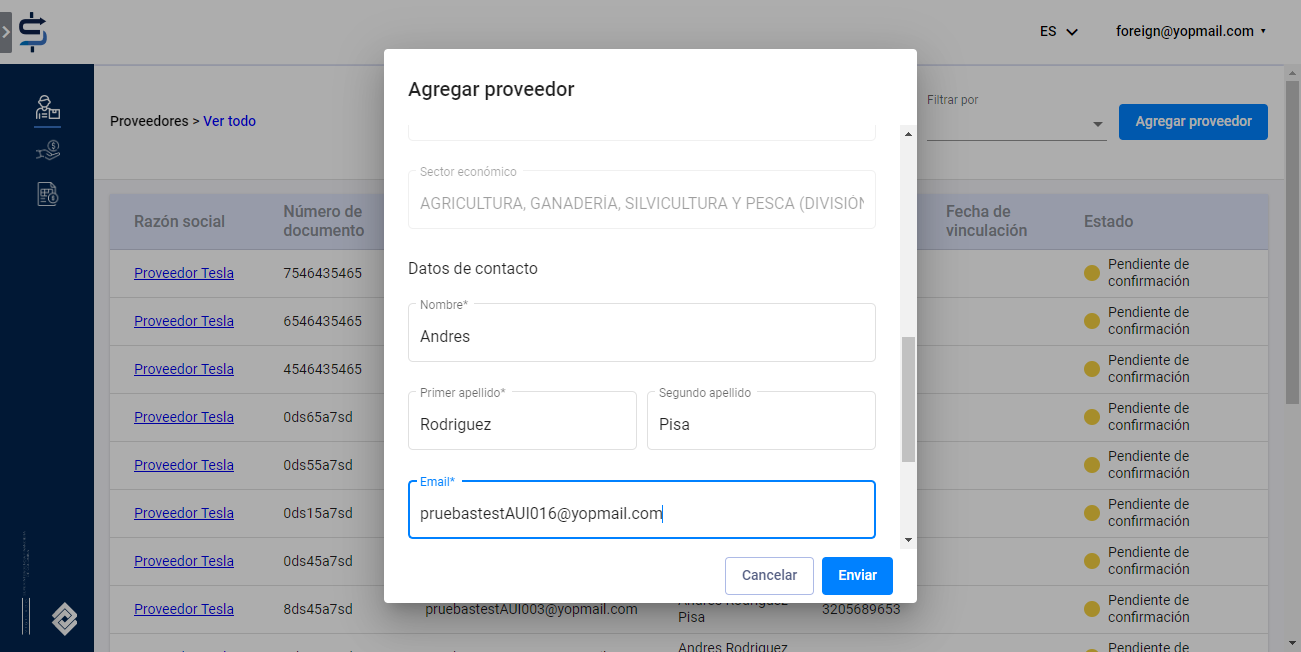 ES
foreign@yopmail.com
Agregar proveedor
Proveedores > Ver todo
Filtrar por
Agregar proveedor
Sector económico
AGRICULTURA, GANADERÍA, SILVICULTURA Y PESCA (DIVISIÓN
Datos de contacto
Nombre*
Andres
Primer apellido*
Rodriguez
Segundo apellido
Pisa
Email*
pruebastestAUI016@yopmail.com
Cancelar
Enviar
Razón social
Número de
documento
Fecha de
vinculación
Estado
Proveedor Tesla
7546435465
Pendiente de
confirmación
Proveedor Tesla
6546435465
Pendiente de
confirmación
Proveedor Tesla
4546435465
Pendiente de
confirmación
Proveedor Tesla
0ds65a7sd
Pendiente de
confirmación
Proveedor Tesla
0ds55a7sd
Pendiente de
confirmación
Proveedor Tesla
0ds15a7sd
Pendiente de
confirmación
Proveedor Tesla
0ds45a7sd
Pendiente de
confirmación
Proveedor Tesla
8ds45a7sd
pruebastestAUI003@yopmail.com
Andres Rodriguez
Pisa
3205689653
Pendiente de
confirmación
Andres Rodriguez
Pendiente de